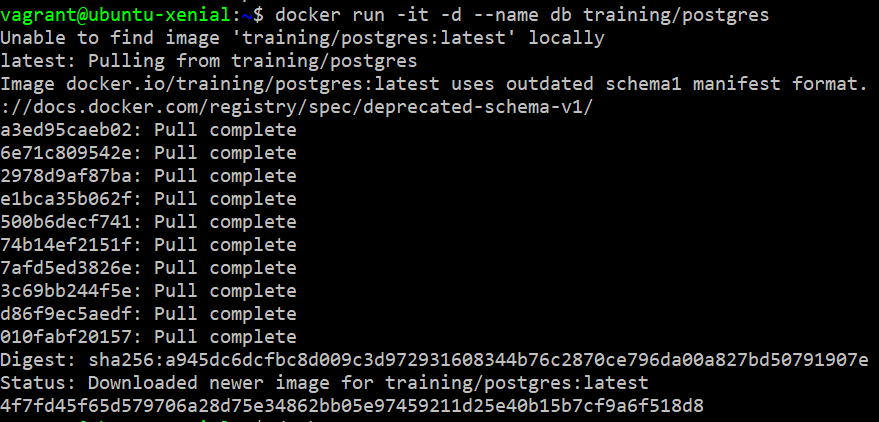 vagrant@ubuntu-xenial:~$ docker run -it -d --name db training/postgres
Unable to find image 'training/postgres:latest' locally
latest: Pulling from training/postgres
Image docker.io/training/postgres:latest uses outdated schema1 manifest format.
://docs.docker.com/registry/spec/deprecated-schema-v1/
a3ed95caeb02: Pull complete
6e71c809542e: Pull complete
2978d9af87ba: Pull complete
e1bca35b062f: Pull complete
500b6decf741: Pull complete
74b14ef2151f: Pull complete
7afd5ed3826e: Pull complete
3c69bb244f5e: Pull complete
d86f9ec5aedf: Pull complete
010fabf20157: Pull complete
Digest: sha256:a945dc6dcfbc8d009c3d972931608344b76c2870ce796da00a827bd50791907e
Status: Downloaded newer image for training/postgres:latest
4f7fd45f65d579706a28d75e34862bb05e97459211d25e40b15b7cf9a6f518d8